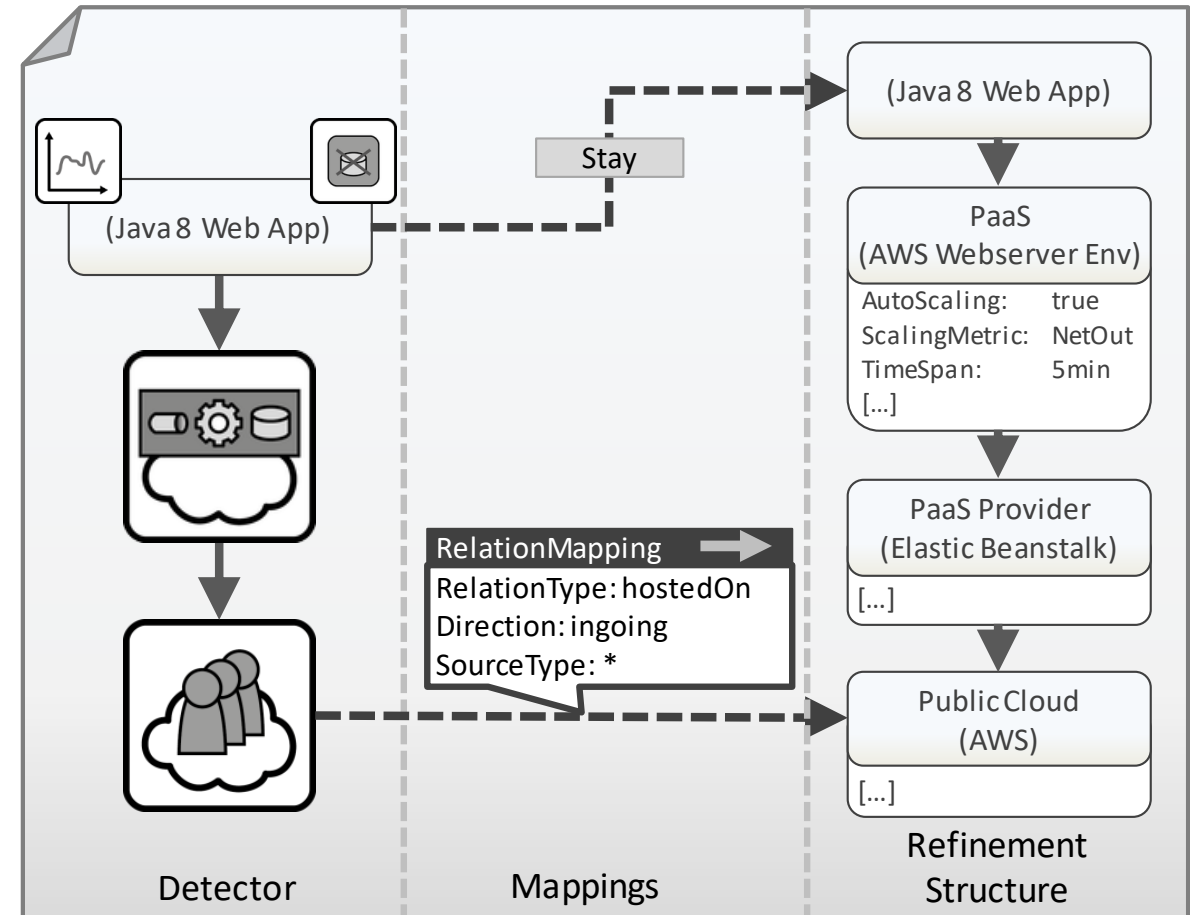 (Java 8 Web App)
Detector
Stay
RelationMapping
RelationType: hostedOn
Direction: ingoing
SourceType: *
Mappings
(Java 8 Web App)
PaaS
(AWS Webserver Env)
AutoScaling: true
ScalingMetric: NetOut
TimeSpan: 5min
[...]
PaaS Provider
(Elastic Beanstalk)
[...]
Public Cloud
(AWS)
[...]
Refinement
Structure